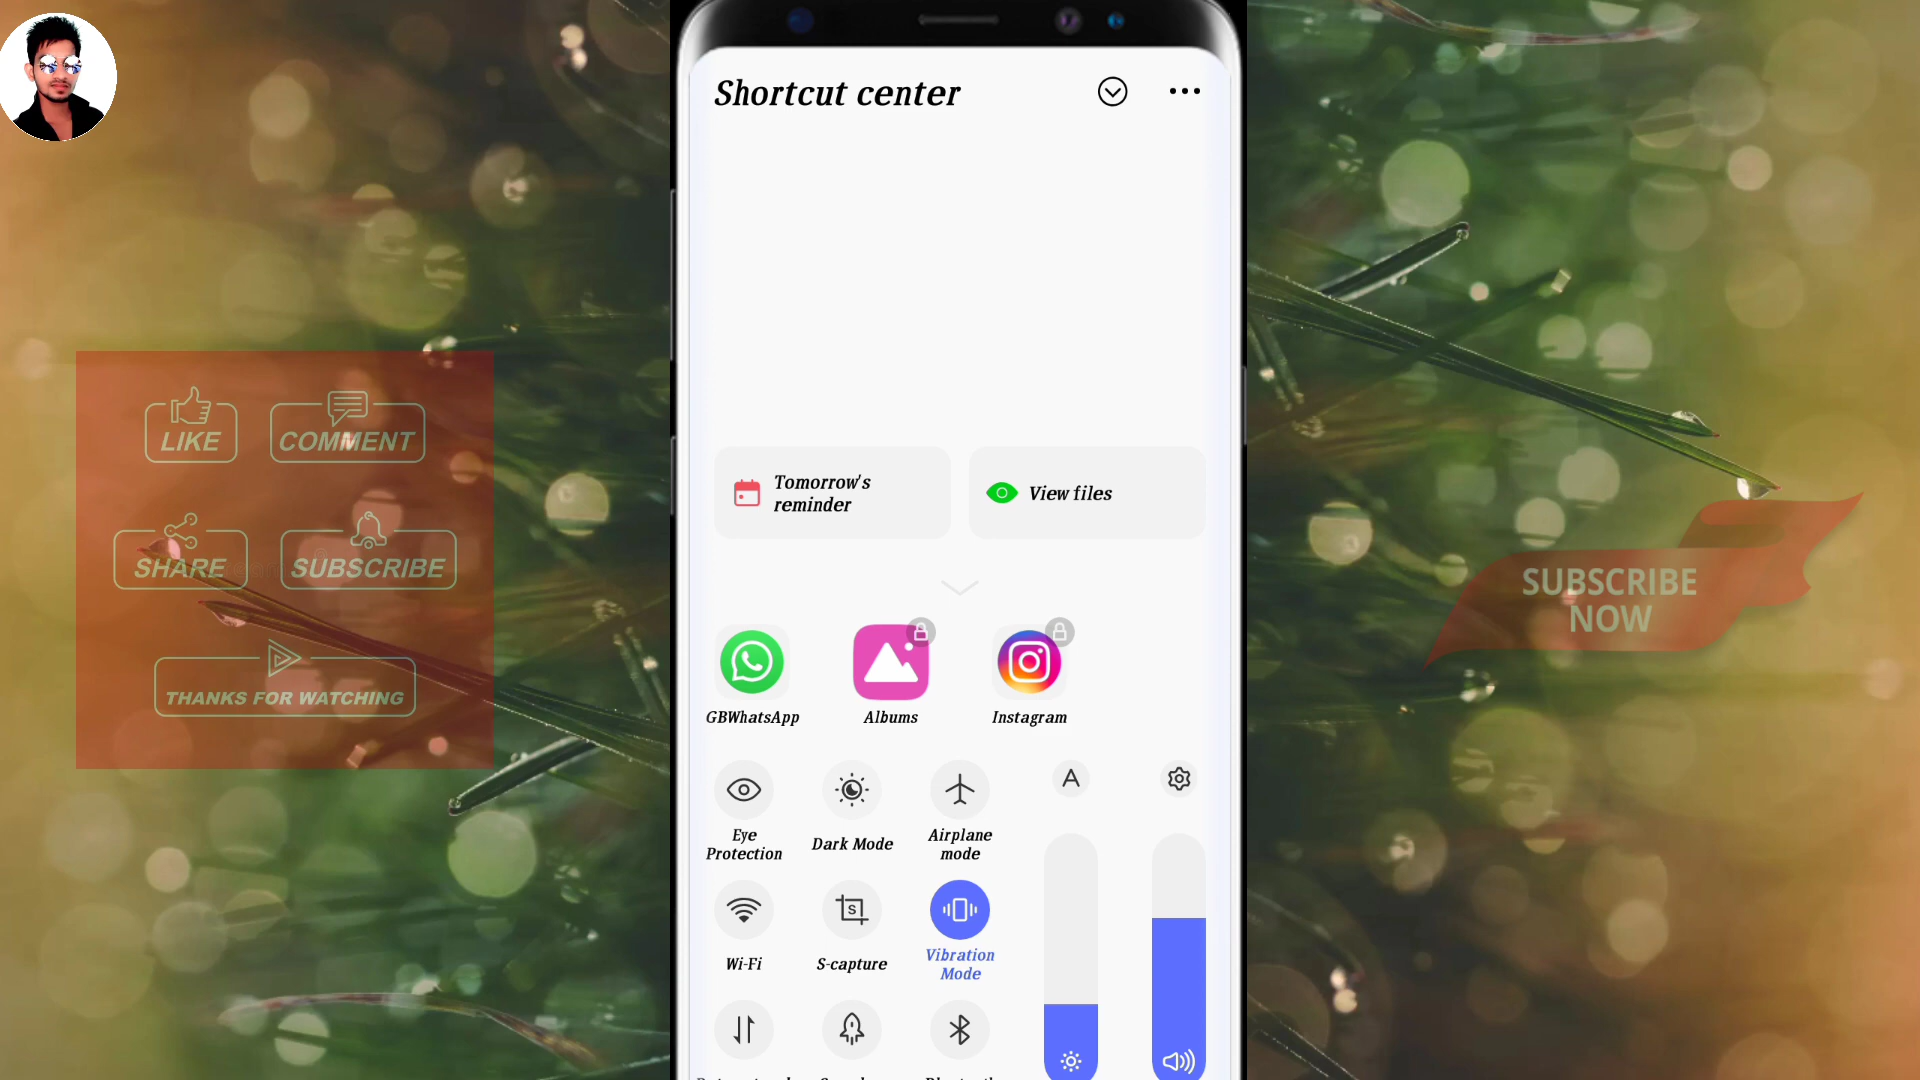 Shortcut center
Tomorrow's
reminder
View files
GBWhatsApp
Albums
Instagram
Eye
Protection
Dark Mode
Airplane
mode
A
Wi-Fi
S-capture
S
Vibration
Mode
LIKE
COMMENT
SHARE
SUBSCRIBE
THANKS FOR WATCHING
SUBSCRIBE
NOW